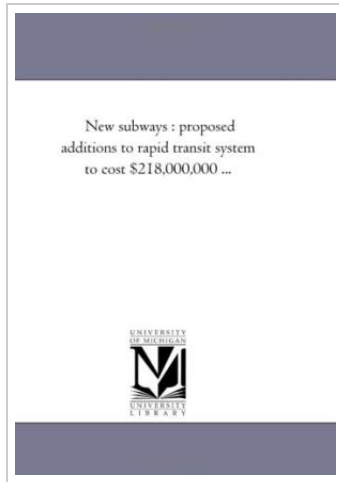 New subways : proposed
additions to rapid transit system
to cost $218,000,000 ...
UNIVERSITY
OF MICHIGAN
UNIVERSITY
LIBRARY